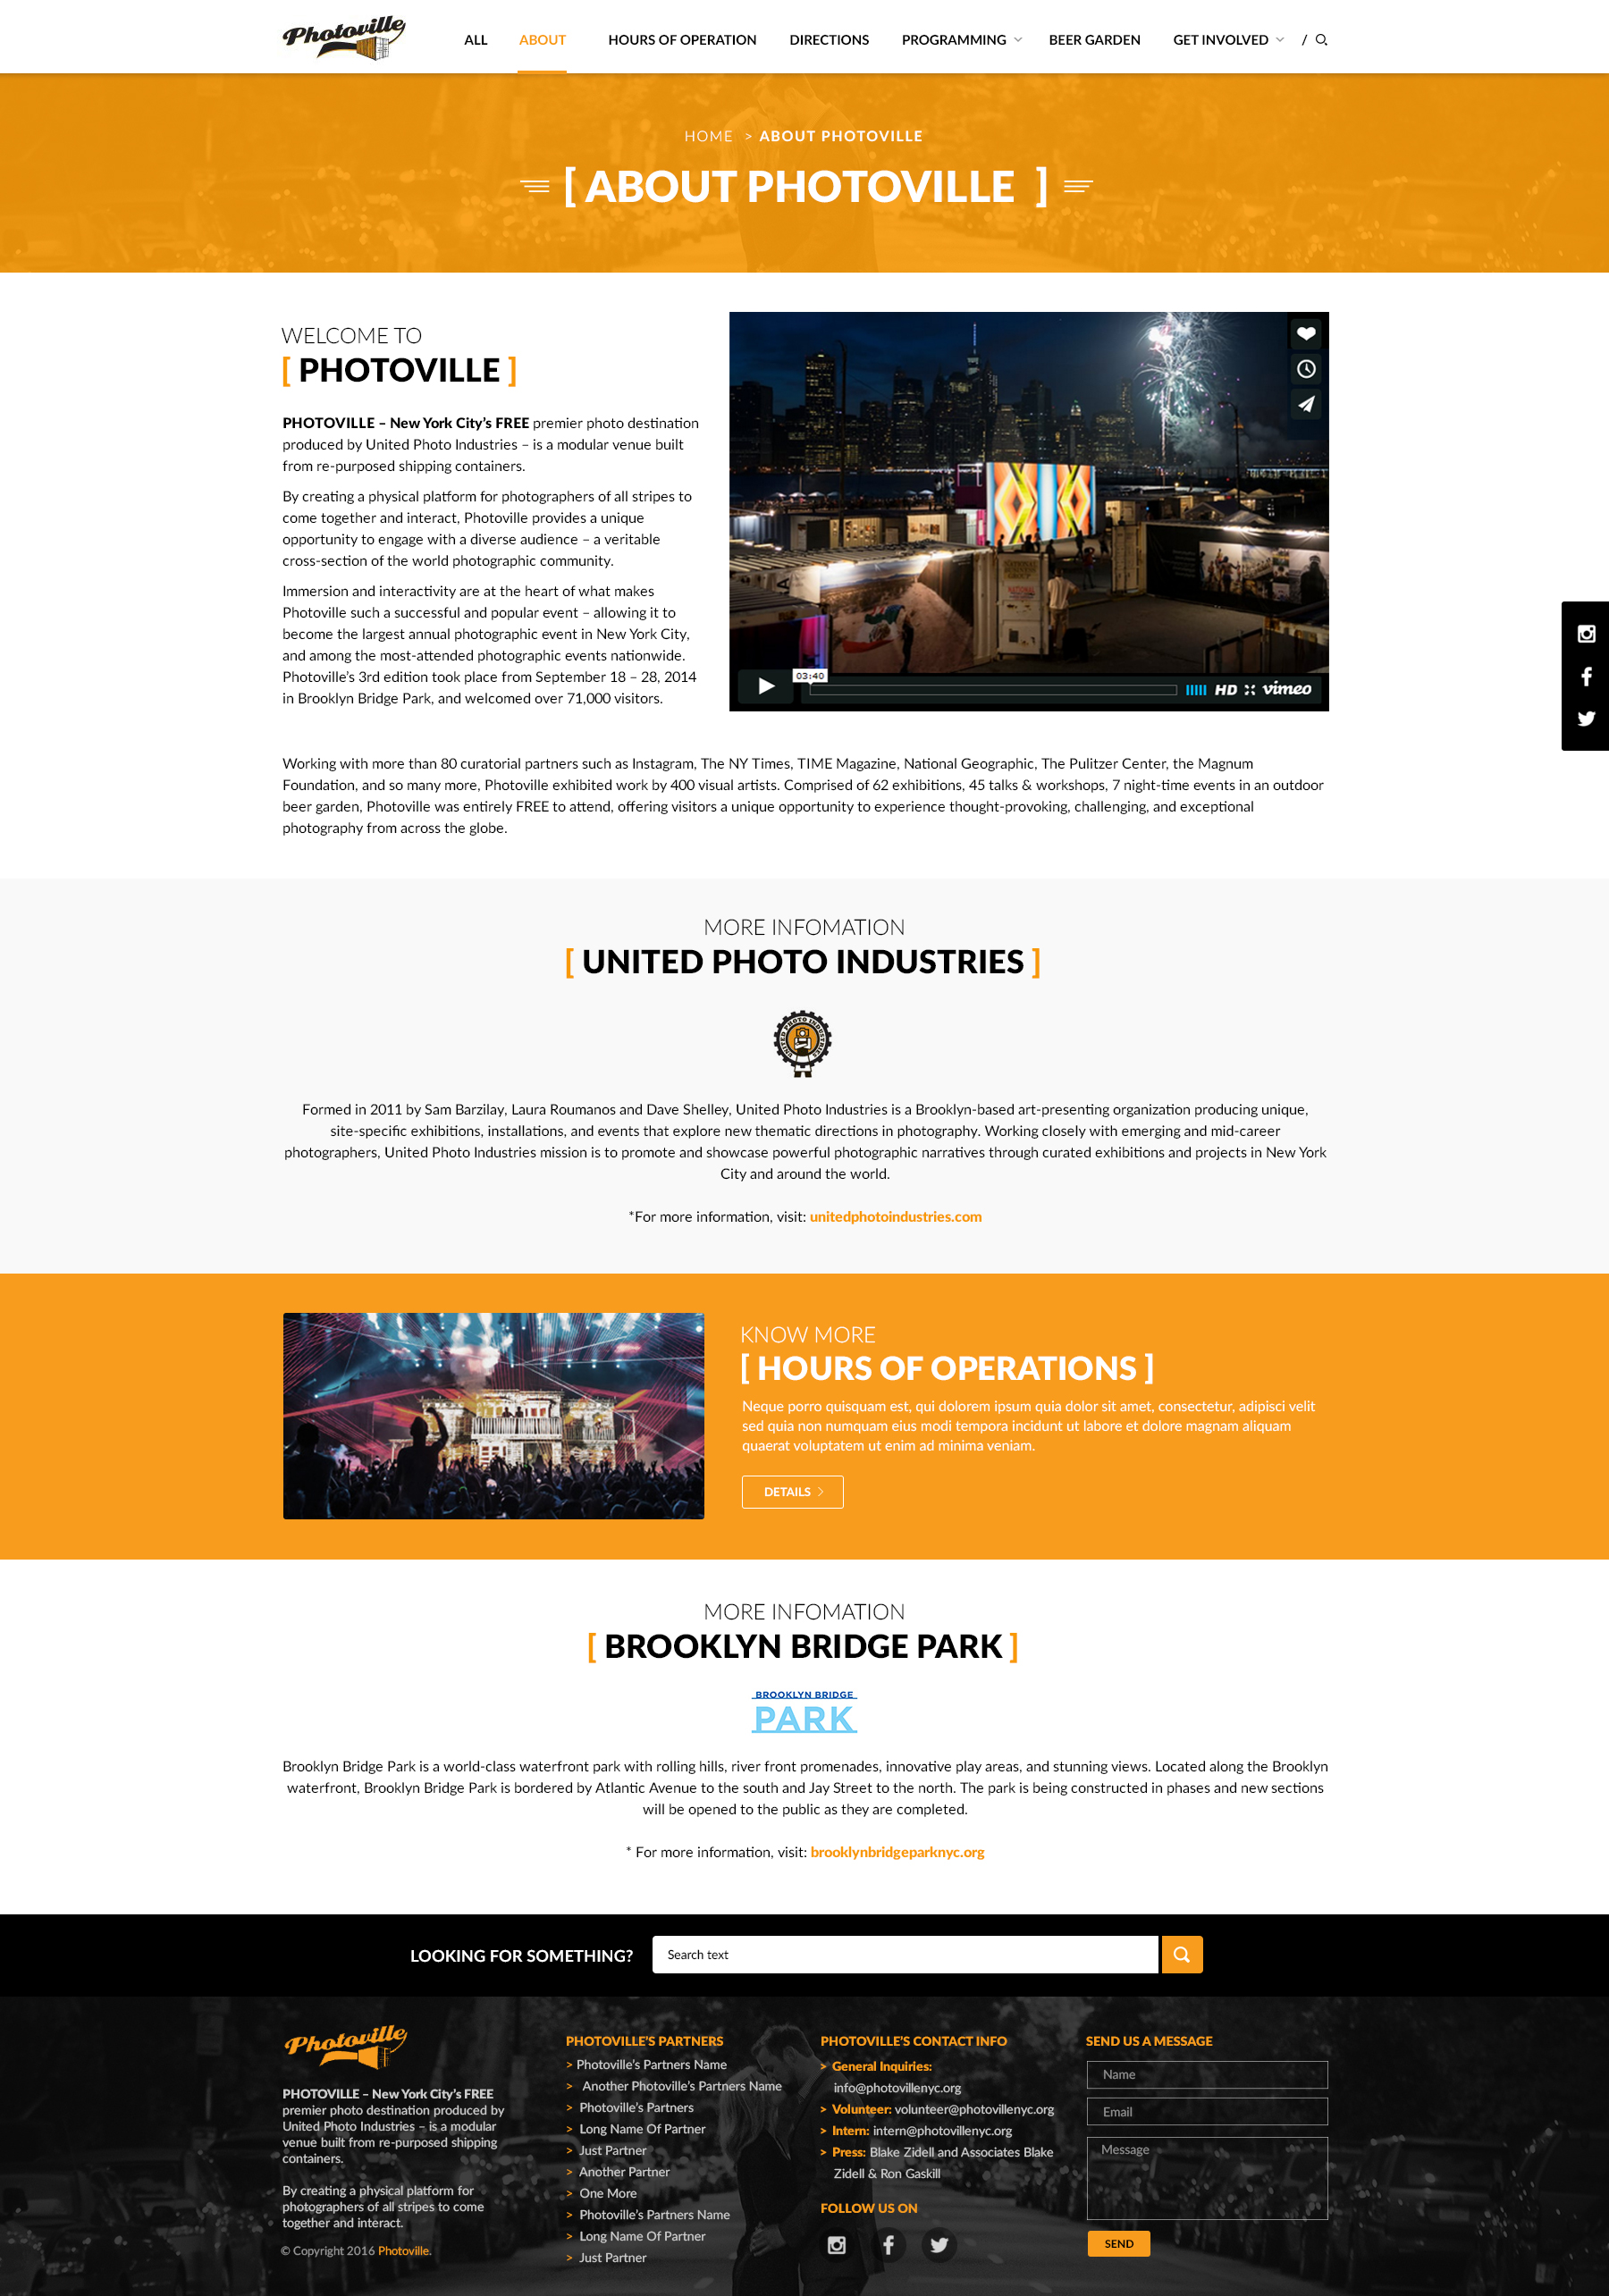 Photoville
ALL ABOUT HOURS OF OPERATION DIRECTIONS PROGRAMMING BEER GARDEN GET INVOLVED /
HOME > ABOUT PHOTOVILLE
[ ABOUT PHOTOVILLE ]
WELCOME TO
[ PHOTOVILLE ]
PHOTOVILLE – New York City’s FREE premier photo destination
produced by United Photo Industries – is a modular venue built
from re-purposed shipping containers.
By creating a physical platform for photographers of all stripes to
come together and interact, Photoville provides a unique
opportunity to engage with a diverse audience – a veritable
cross-section of the world photographic community.
Immersion and interactivity are at the heart of what makes
Photoville such a successful and popular event – allowing it to
become the largest annual photographic event in New York City,
and among the most-attended photographic events nationwide.
Photoville’s 3rd edition took place from September 18 – 28, 2014
in Brooklyn Bridge Park, and welcomed over 71,000 visitors.
03:40
HD vimeo
Working with more than 80 curatorial partners such as Instagram, The NY Times, TIME Magazine, National Geographic, The Pulitzer Center, the Magnum
Foundation, and so many more, Photoville exhibited work by 400 visual artists. Comprised of 62 exhibitions, 45 talks & workshops, 7 night-time events in an outdoor
beer garden, Photoville was entirely FREE to attend, offering visitors a unique opportunity to experience thought-provoking, challenging, and exceptional
photography from across the globe.
MORE INFOMATION
[ UNITED PHOTO INDUSTRIES ]
UNITED PHOTO INDUSTRIES
Formed in 2011 by Sam Barzilay, Laura Roumanos and Dave Shelley, United Photo Industries is a Brooklyn-based art-presenting organization producing unique,
site-specific exhibitions, installations, and events that explore new thematic directions in photography. Working closely with emerging and mid-career
photographers, United Photo Industries mission is to promote and showcase powerful photographic narratives through curated exhibitions and projects in New York
City and around the world.
*For more information, visit: unitedphotoindustries.com
KNOW MORE
[ HOURS OF OPERATIONS ]
Neque porro quisquam est, qui dolorem ipsum quia dolor sit amet, consectetur, adipisci velit
sed quia non numquam eius modi tempora incidunt ut labore et dolore magnam aliquam
quaerat voluptatem ut enim ad minima veniam.
DETAILS
MORE INFOMATION
[ BROOKLYN BRIDGE PARK ]
BROOKLYN BRIDGE
PARK
Brooklyn Bridge Park is a world-class waterfront park with rolling hills, river front promenades, innovative play areas, and stunning views. Located along the Brooklyn
waterfront, Brooklyn Bridge Park is bordered by Atlantic Avenue to the south and Jay Street to the north. The park is being constructed in phases and new sections
will be opened to the public as they are completed.
* For more information, visit: brooklynbridgeparknyc.org
LOOKING FOR SOMETHING? Search text
Photoville
PHOTOVILLE – New York City’s FREE
premier photo destination produced by
United Photo Industries – is a modular
venue built from re-purposed shipping
containers.
By creating a physical platform for
photographers of all stripes to come
together and interact.
© Copyright 2016 Photoville.
PHOTOVILLE’S PARTNERS
> Photoville’s Partners Name
> Another Photoville’s Partners Name
> Photoville’s Partners
> Long Name Of Partner
> Just Partner
> Another Partner
> One More
> Photoville’s Partners Name
> Long Name Of Partner
> Just Partner
PHOTOVILLE’S CONTACT INFO
> General Inquiries:
info@photovillenyc.org
> Volunteer: volunteer@photovillenyc.org
> Intern: intern@photovillenyc.org
> Press: Blake Zidell and Associates Blake
Zidell & Ron Gaskill
FOLLOW US ON
SEND US A MESSAGE
Name
Email
Message
SEND